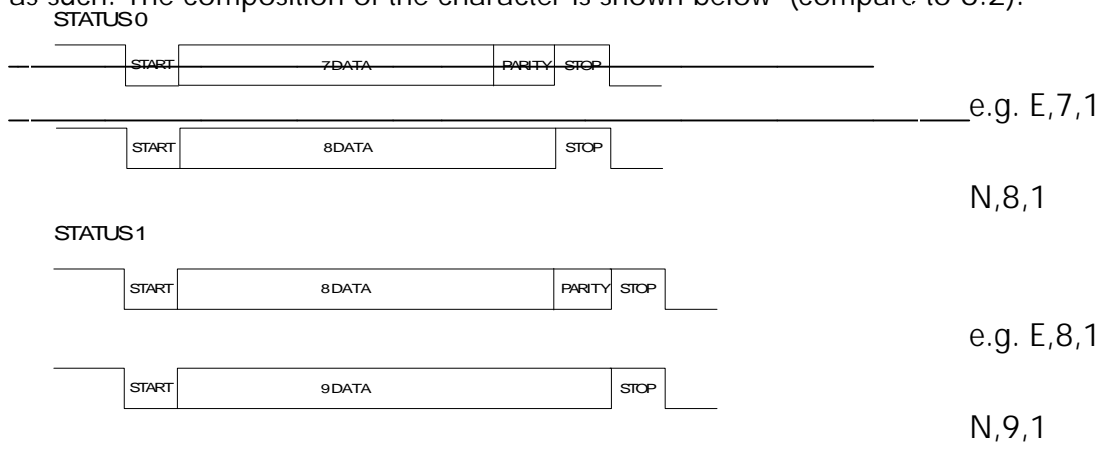 as such. The composition of the character is shown below (compare to 6.2).
STATUS 0
START 7 DATA PARITY STOP
e.g. E,7,1
START 8 DATA STOP
N,8,1
STATUS 1
START 8 DATA PARITY STOP
e.g. E,8,1
START 9 DATA STOP
N,9,1